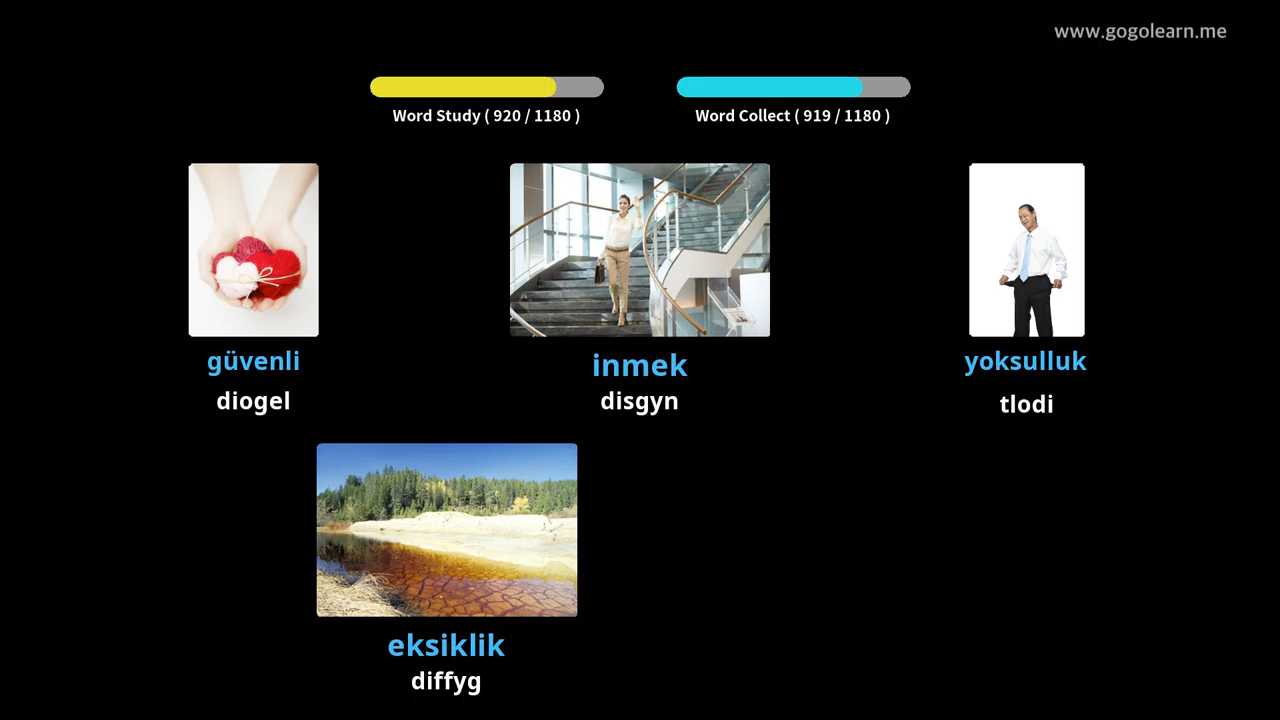 www.gogolearn.me
Word Study ( 920 / 1180 )
Word Collect ( 919 / 1180 )
güvenli
diogel
inmek
disgyn
yoksulluk
tlodi
eksiklik
diffyg